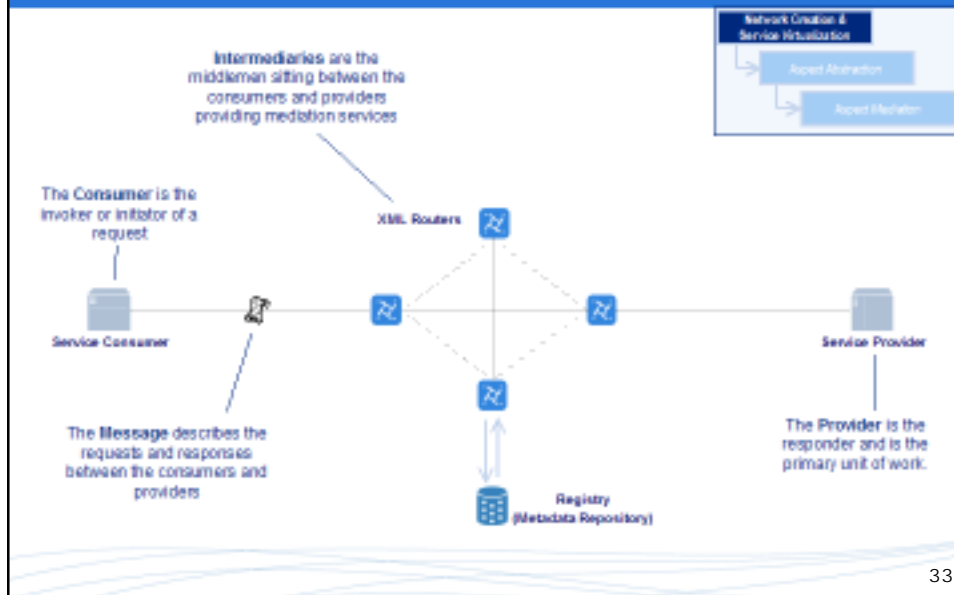 Network Creation &
Service Virtualization
Aspect Abstraction
Aspect Mediation
Intermediaries are the
middlemen sitting between the
consumers and providers
providing mediation services
The Consumer is the
invoker or initiator of a
request
XML Routers
Service Consumer
Service Provider
The Message describes the
requests and responses
between the consumers and
providers
The Provider is the
responder and is the
primary unit of work.
Registry
(Metadata Repository)
33